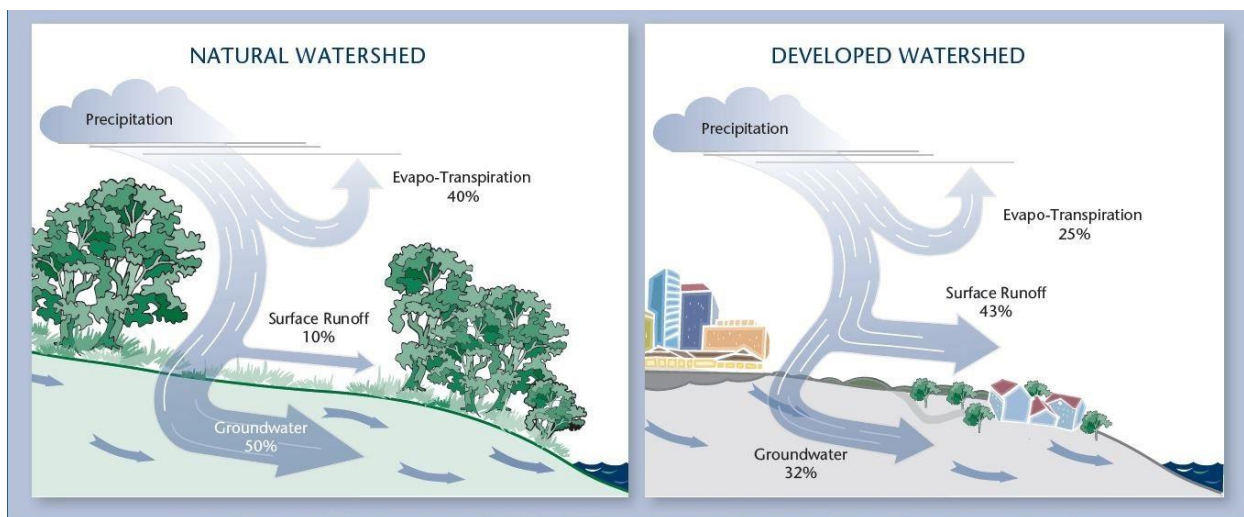 NATURAL WATERSHED
Precipitation
Evapo-Transpiration
40%
Surface Runoff
10%
Groundwater
50%
DEVELOPED WATERSHED
Precipitation
Evapo-Transpiration
25%
Surface Runoff
43%
Groundwater
32%